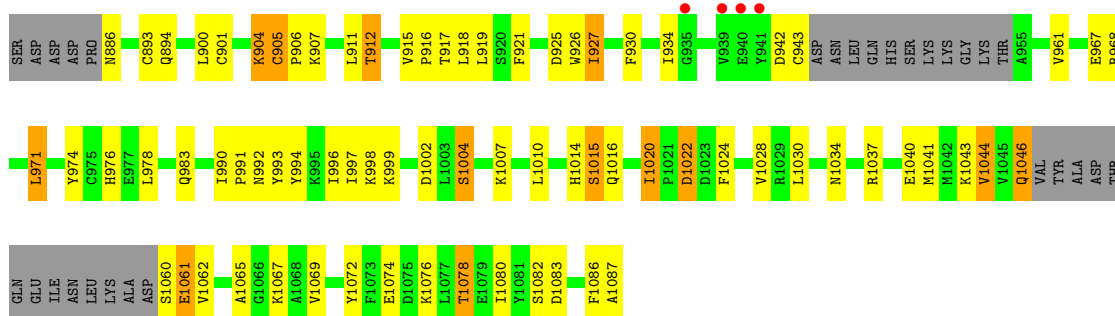 SER ASP ASP ASP PRO N886 C893 Q894 L900 C901 K904 C905 P906 K907 L911 T912 V915 P916 T917 L918 L919 S920 F921 D925 W926 I927 F930 I934 G935 V939 E940 Y941 D942 C943 ASP ASN LEU GLN HIS SER LYS LYS GLY LYS THR A955 V961 E967 R968
L971 Y974 C975 H976 E977 L978 Q983 I990 P991 N992 Y993 Y994 K995 I996 I997 K998 K999 D1002 L1003 S1004 K1007 L1010 H1014 S1015 Q1016 I1020 P1021 D1022 D1023 F1024 V1028 R1029 L1030 N1034 R1037 E1040 M1041 M1042 K1043 V1044 V1045 Q1046 VAL TYR ALA ASP THR
GLN GLU ILE ASN LEU LYS ALA ASP S1060 E1061 V1062 A1065 G1066 K1067 A1068 V1069 Y1072 F1073 E1074 D1075 K1076 L1077 T1078 E1079 I1080 Y1081 S1082 D1083 F1086 A1087